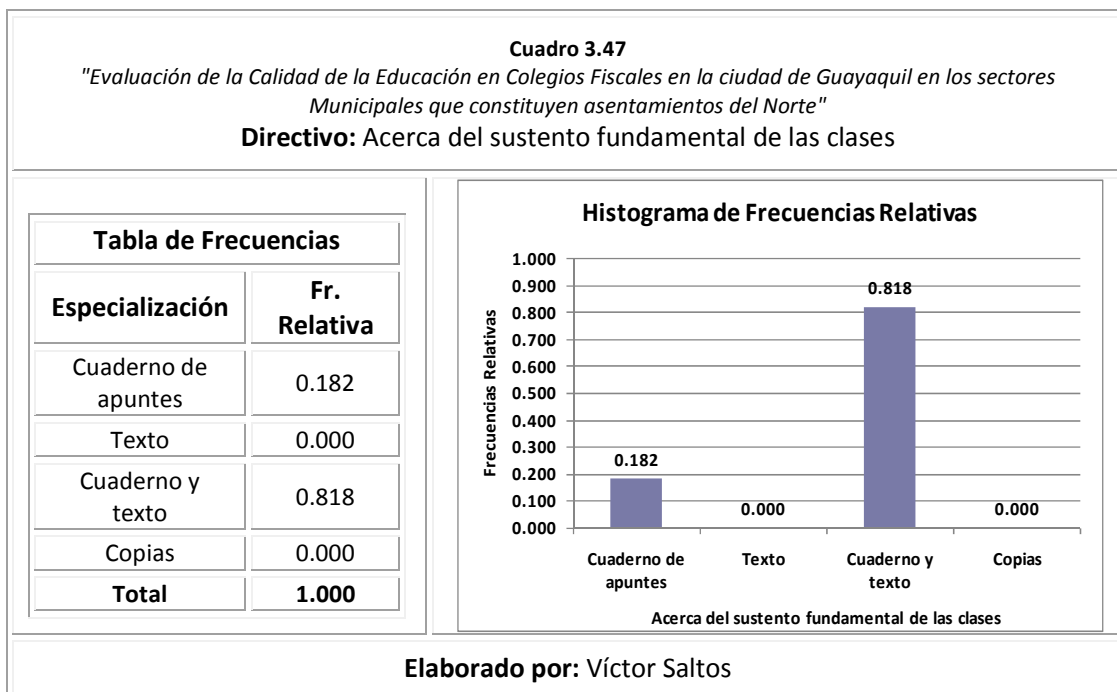 Cuadro 3.47
"Evaluación de la Calidad de la Educación en Colegios Fiscales en la ciudad de Guayaquil en los sectores
Municipales que constituyen asentamientos del Norte"
Directivo: Acerca del sustento fundamental de las clases
Tabla de Frecuencias
Especialización
Fr.
Relativa
Cuaderno de
apuntes
0.182
Texto
0.000
Cuaderno y
texto
0.818
Copias
0.000
Total
1.000
Histograma de Frecuencias Relativas
Frecuencias Relativas
1.000
0.900
0.800
0.700
0.600
0.500
0.400
0.300
0.200
0.100
0.000
0.182
0.000
0.818
0.000
Cuaderno de
apuntes
Texto
Cuaderno y
texto
Copias
Acerca del sustento fundamental de las clases
Elaborado por: Víctor Saltos